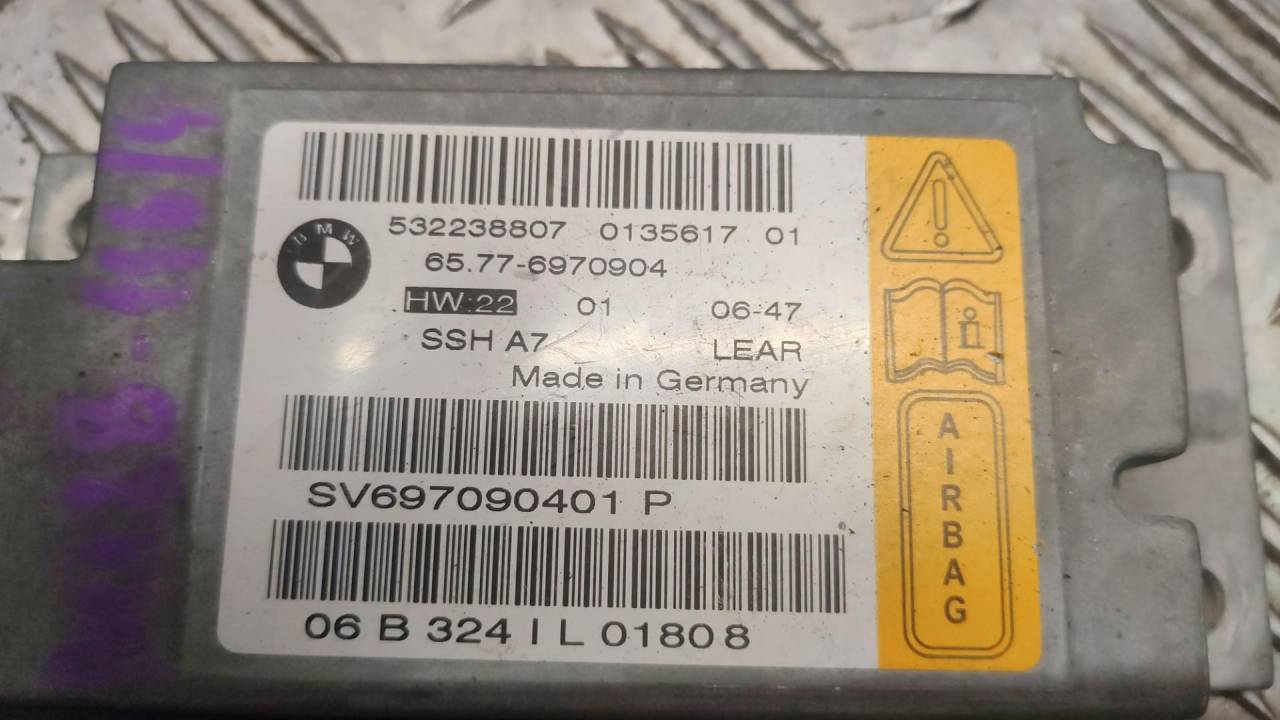 532238807 0135617 01
BMW
65.77-6970904
HW:22 01 06-47
SSH A7 LEAR
Made in Germany
SV697090401 P
06 B 324 I L 01808
AIRBAG